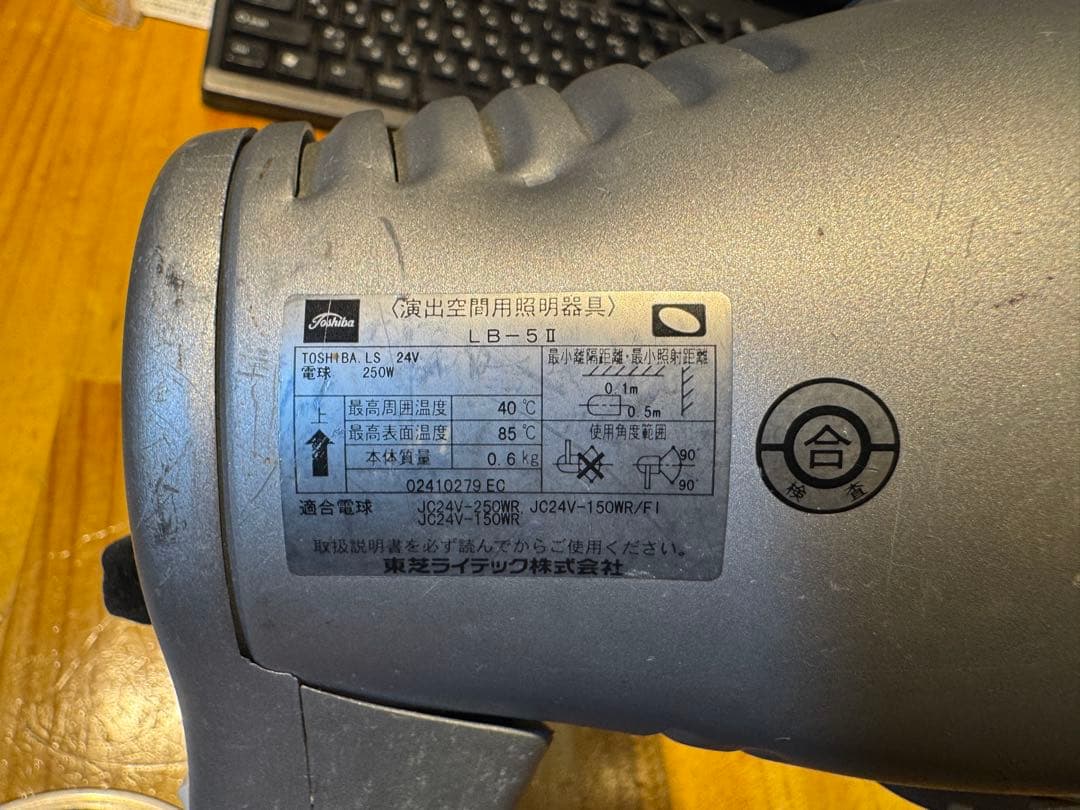 Toshiba
〈演出空間用照明器具〉
LB-5Ⅱ
TOSHIBA.LS 24V
電球 250W
最小離隔距離・最小照射距離
0.1m
0.5m
上
最高周囲温度 40℃
最高表面温度 85℃
本体質量 0.6kg
使用角度範囲
90°
90°
02410279 EC
適合電球 JC24V-250WR, JC24V-150WR/FI
JC24V-150WR
取扱説明書を必ず読んでからご使用ください。
東芝ライテック株式会社
合
検査